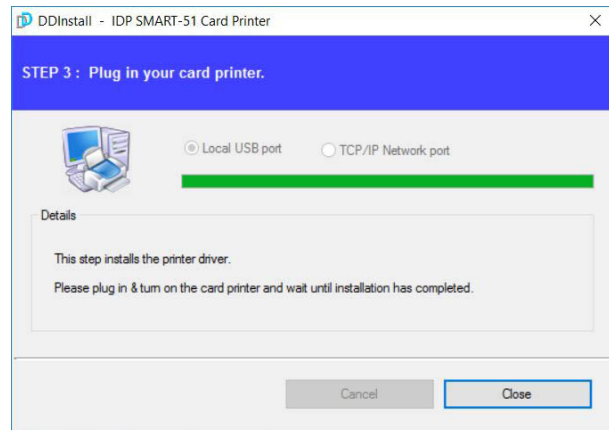 DDInstall - IDP SMART-51 Card Printer
STEP 3 : Plug in your card printer.
Local USB port TCP/IP Network port
Details
This step installs the printer driver.
Please plug in & turn on the card printer and wait until installation has completed.
Cancel Close